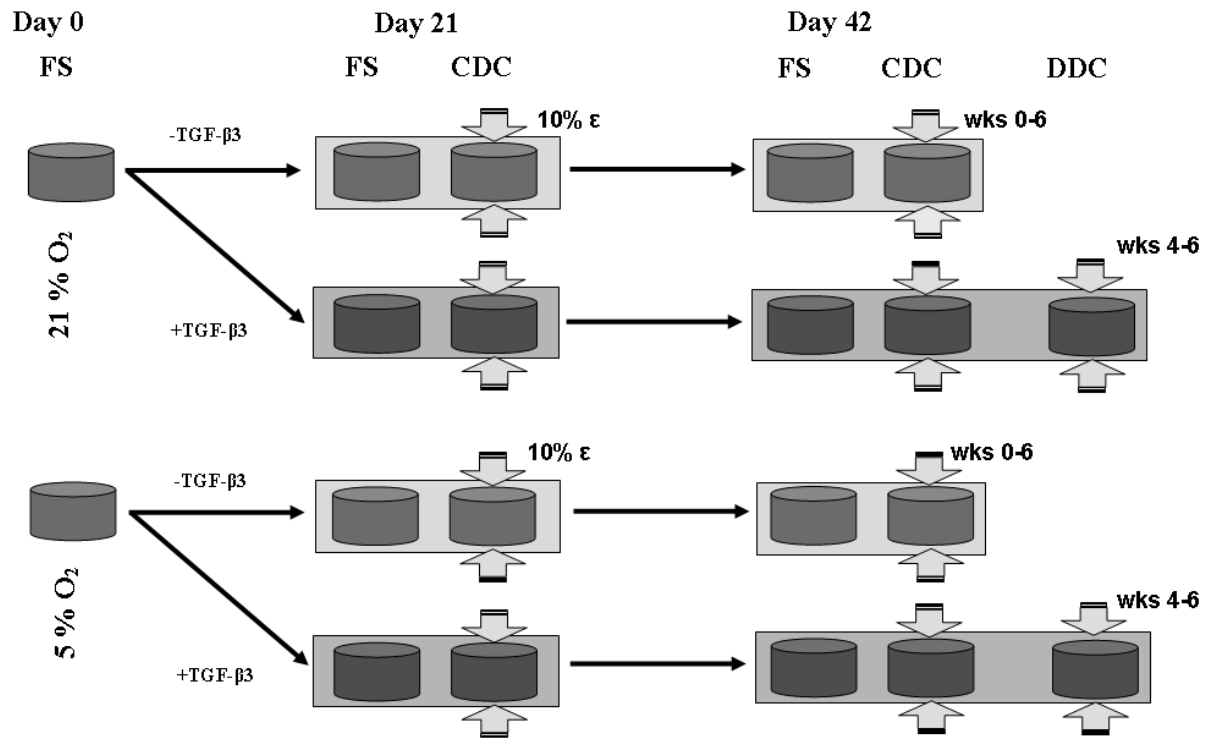 Day 0 Day 21 Day 42
FS FS CDC FS CDC DDC
-TGF-β3 10% ε wks 0-6
21 % O₂
+TGF-β3 wks 4-6
-TGF-β3 10% ε wks 0-6
5 % O₂
+TGF-β3 wks 4-6